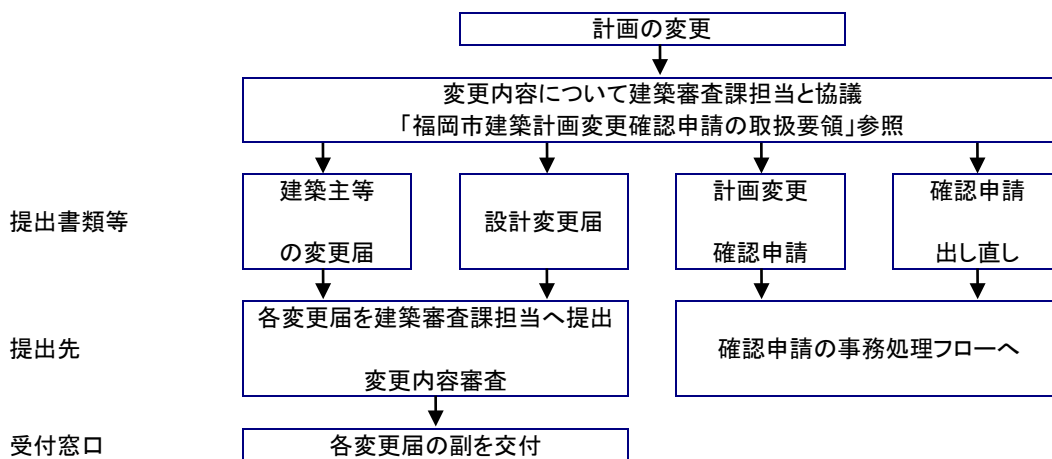 計画の変更
変更内容について建築審査課担当と協議
「福岡市建築計画変更確認申請の取扱要領」参照
提出書類等
建築主等
の変更届
設計変更届
計画変更
確認申請
確認申請
出し直し
提出先
各変更届を建築審査課担当へ提出
変更内容審査
確認申請の事務処理フローへ
受付窓口
各変更届の副を交付